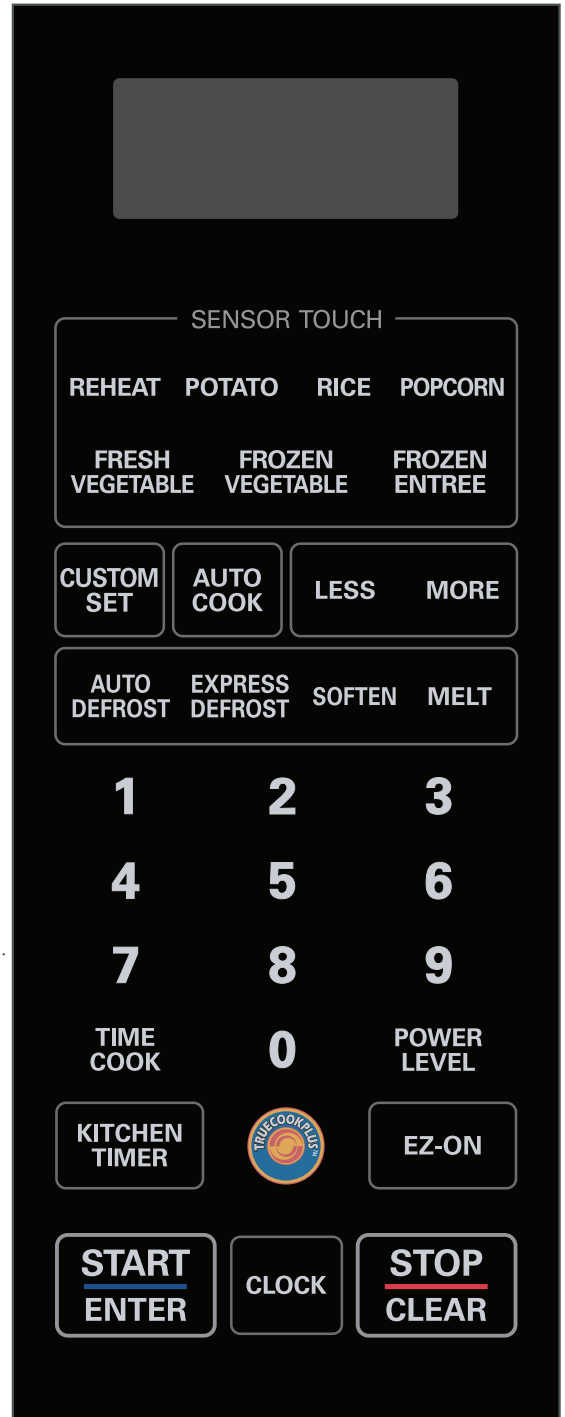 SENSOR TOUCH
REHEAT POTATO RICE POPCORN
FRESH VEGETABLE
FROZEN VEGETABLE
FROZEN ENTREE
CUSTOM SET
AUTO COOK
LESS MORE
AUTO DEFROST
EXPRESS DEFROST
SOFTEN MELT
1 2 3
4 5 6
7 8 9
TIME COOK
0
POWER LEVEL
KITCHEN TIMER
TRUECOOKPLUS™
EZ-ON
START
ENTER
CLOCK
STOP
CLEAR